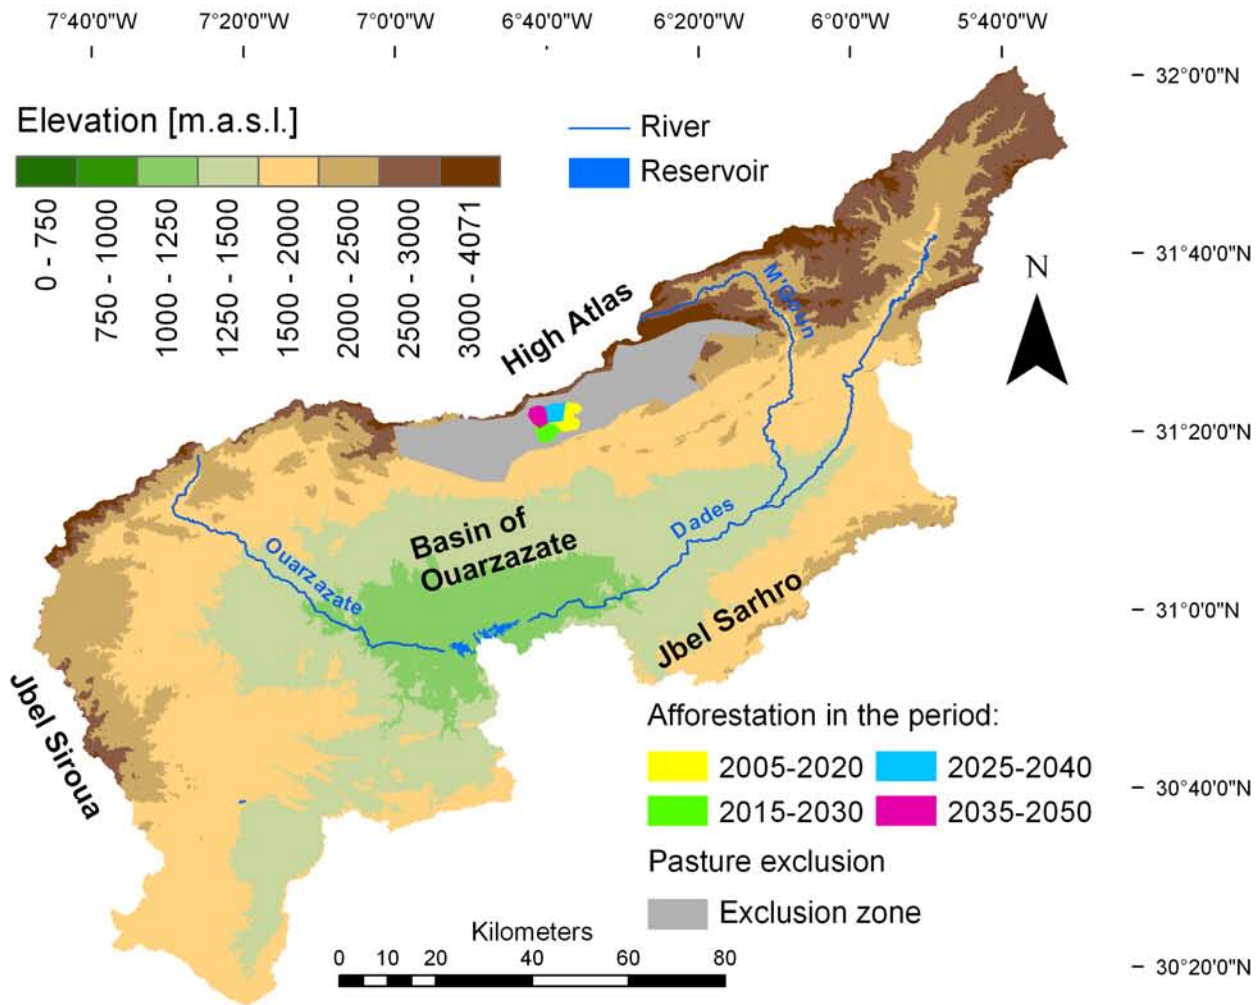 7°40'0"W 7°20'0"W 7°0'0"W 6°40'0"W 6°20'0"W 6°0'0"W 5°40'0"W
32°0'0"N
Elevation [m.a.s.l.]
River
Reservoir
0 - 750
750 - 1000
1000 - 1250
1250 - 1500
1500 - 2000
2000 - 2500
2500 - 3000
3000 - 4071
31°40'0"N
N
M'Goun
High Atlas
31°20'0"N
Basin of
Ouarzazate
Dades
Ouarzazate
31°0'0"N
Jbel Sarhro
Jbel Siroua
Afforestation in the period:
2005-2020 2025-2040
30°40'0"N
2015-2030 2035-2050
Pasture exclusion
Exclusion zone
Kilometers
0 10 20 40 60 80
30°20'0"N